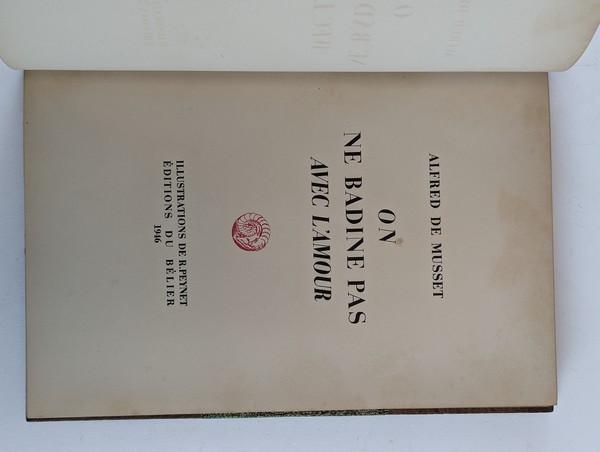 ALFRED DE MUSSET
ON
NE BADINE PAS
AVEC L'AMOUR
ILLUSTRATIONS DE R.PEYNET
ÉDITIONS DU BÉLIER
1946